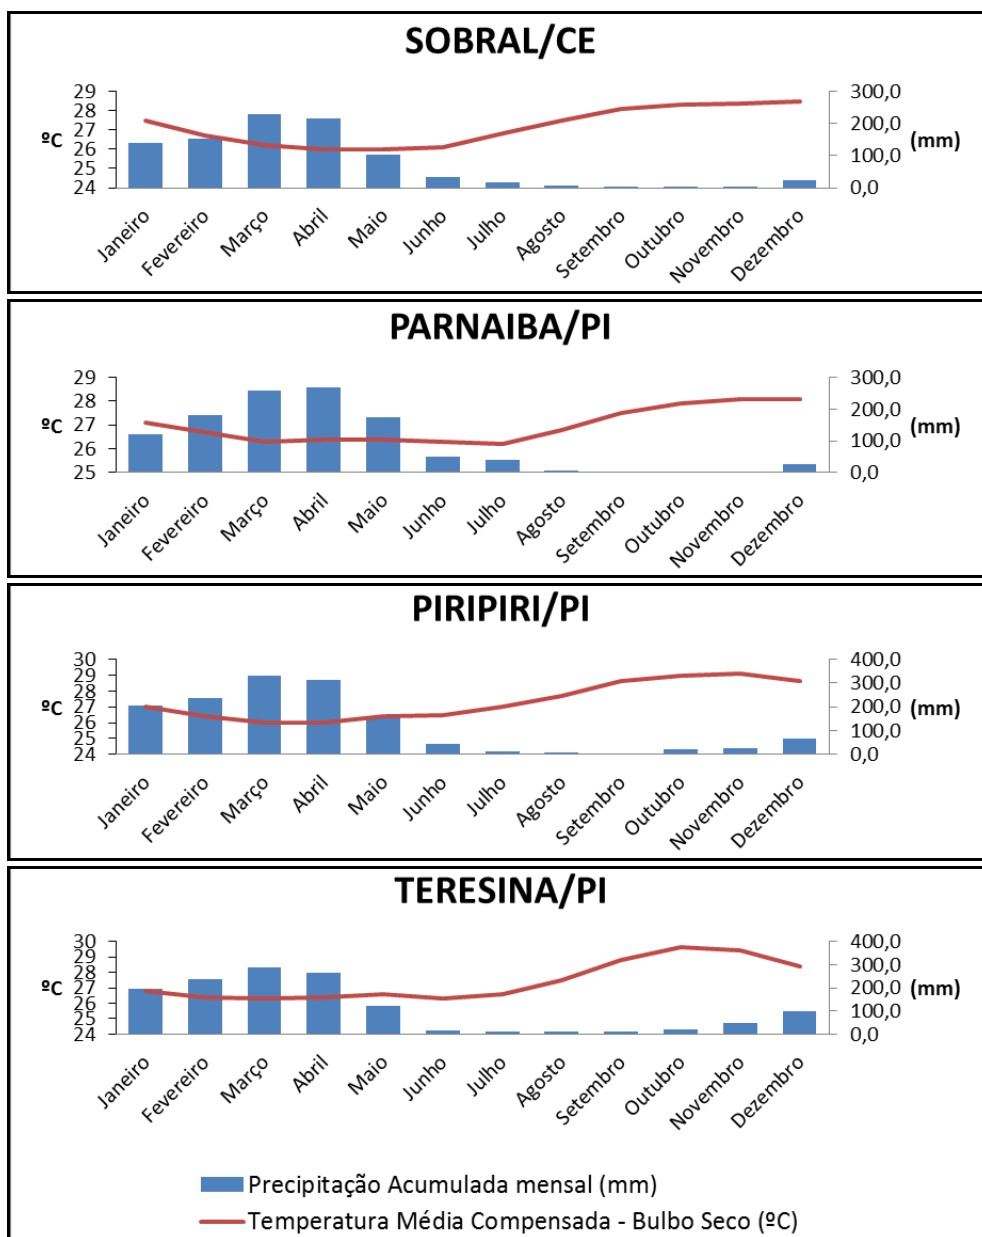 SOBRAL/CE
29
28
27
26
25
24
ºC
300,0
200,0
100,0
0,0
(mm)
Janeiro
Fevereiro
Março
Abril
Maio
Junho
Julho
Agosto
Setembro
Outubro
Novembro
Dezembro
PARNAIBA/PI
29
28
27
26
25
ºC
300,0
200,0
100,0
0,0
(mm)
Janeiro
Fevereiro
Março
Abril
Maio
Junho
Julho
Agosto
Setembro
Outubro
Novembro
Dezembro
PIRIPIRI/PI
30
29
28
27
26
25
24
ºC
400,0
300,0
200,0
100,0
0,0
(mm)
Janeiro
Fevereiro
Março
Abril
Maio
Junho
Julho
Agosto
Setembro
Outubro
Novembro
Dezembro
TERESINA/PI
30
29
28
27
26
25
24
ºC
400,0
300,0
200,0
100,0
0,0
(mm)
Janeiro
Fevereiro
Março
Abril
Maio
Junho
Julho
Agosto
Setembro
Outubro
Novembro
Dezembro
Precipitação Acumulada mensal (mm)
Temperatura Média Compensada - Bulbo Seco (ºC)